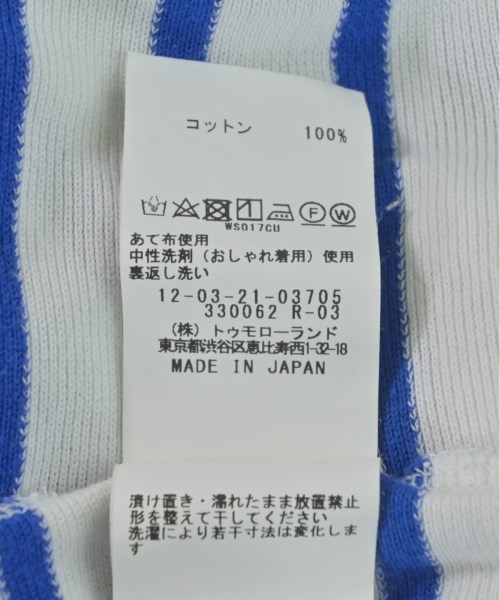 コットン 100%
F W
WS017CU
あて布使用
中性洗剤（おしゃれ着用）使用
裏返し洗い
12-03-21-03705
330062 R-03
（株）トゥモローランド
東京都渋谷区恵比寿西1-32-18
MADE IN JAPAN
漬け置き・濡れたまま放置禁止
形を整えて干してください
洗濯により若干寸法は変化しま
す